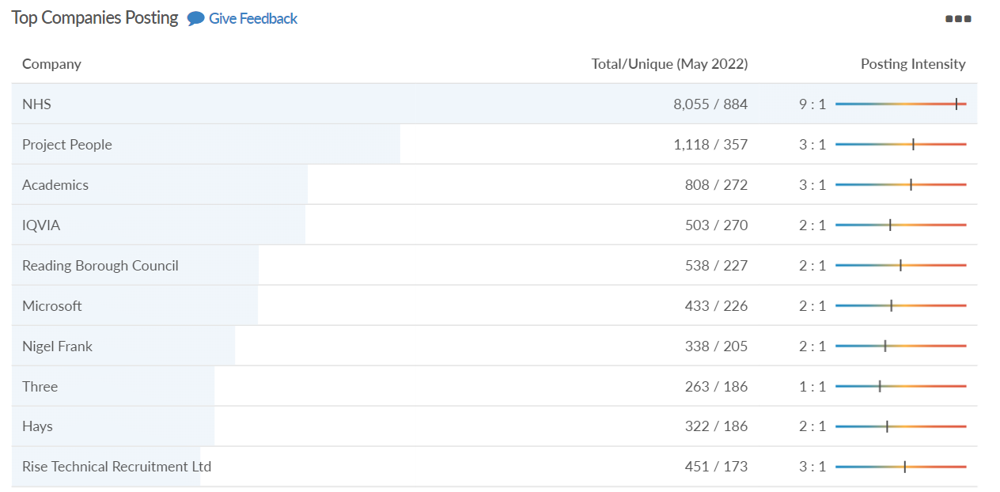 Top Companies Posting Give Feedback
Company Total/Unique (May 2022) Posting Intensity
NHS 8,055 / 884 9 : 1
Project People 1,118 / 357 3 : 1
Academics 808 / 272 3 : 1
IQVIA 503 / 270 2 : 1
Reading Borough Council 538 / 227 2 : 1
Microsoft 433 / 226 2 : 1
Nigel Frank 338 / 205 2 : 1
Three 263 / 186 1 : 1
Hays 322 / 186 2 : 1
Rise Technical Recruitment Ltd 451 / 173 3 : 1